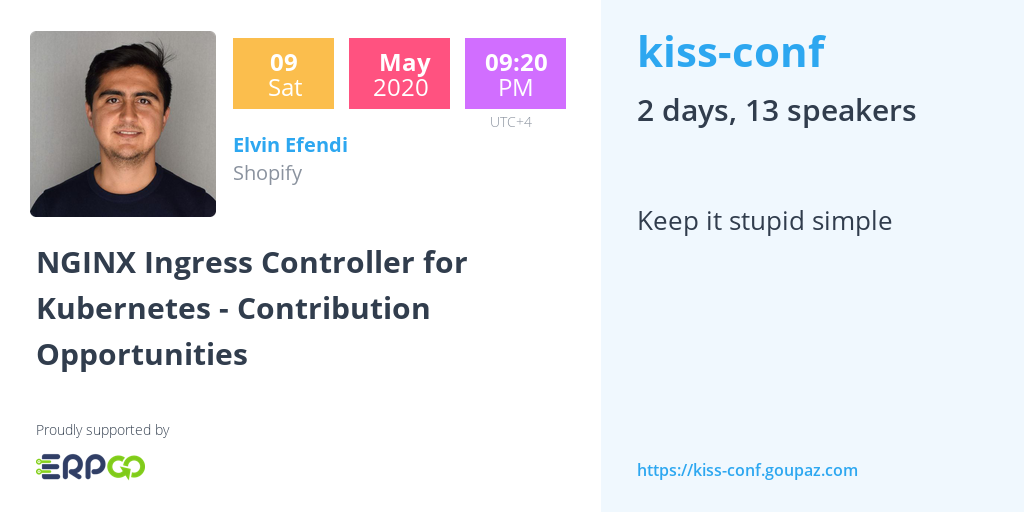 09
Sat
May
2020
09:20
PM
UTC+4
Elvin Efendi
Shopify
NGINX Ingress Controller for
Kubernetes - Contribution
Opportunities
Proudly supported by
ERPGO
kiss-conf
2 days, 13 speakers
Keep it stupid simple
https://kiss-conf.goupaz.com